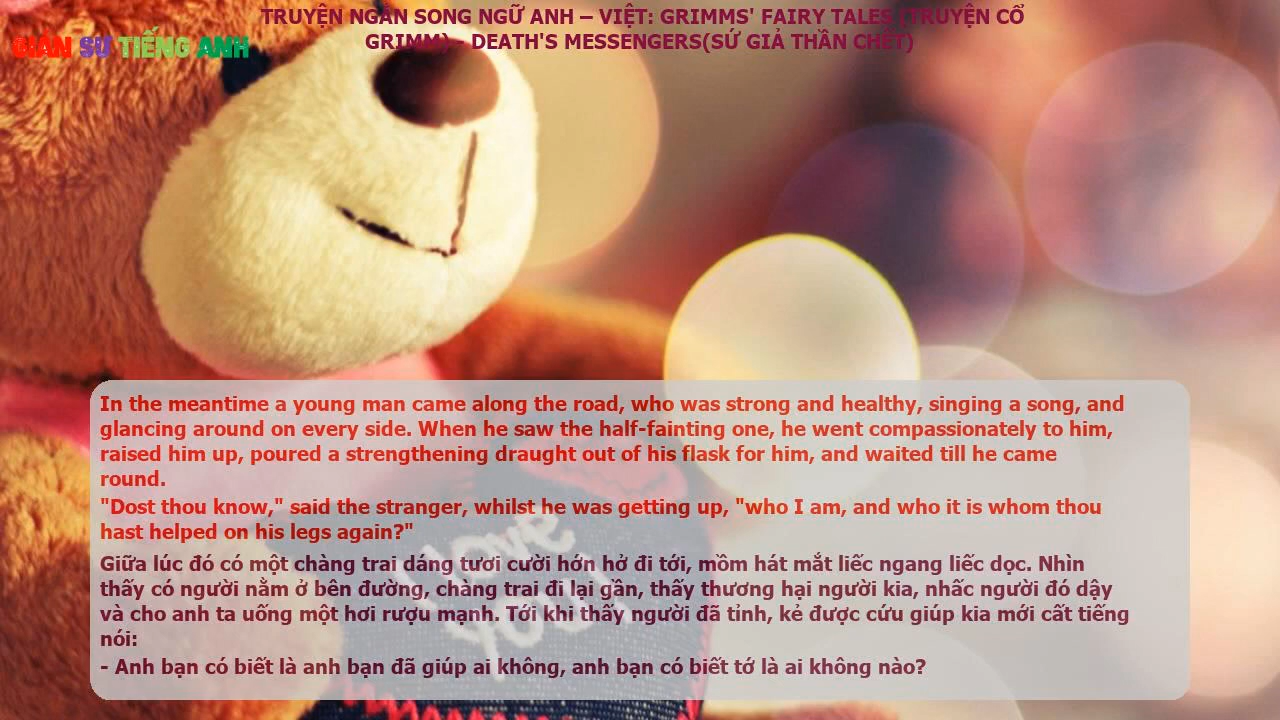 TRUYỆN NGẮN SONG NGỮ ANH – VIỆT: GRIMMS' FAIRY TALES (TRUYỆN CỔ
GRIMM) - DEATH'S MESSENGERS(SỨ GIẢ THẦN CHẾT)
GIÁN SƯ TIẾNG ANH
In the meantime a young man came along the road, who was strong and healthy, singing a song, and
glancing around on every side. When he saw the half-fainting one, he went compassionately to him,
raised him up, poured a strengthening draught out of his flask for him, and waited till he came
round.
"Dost thou know," said the stranger, whilst he was getting up, "who I am, and who it is whom thou
hast helped on his legs again?"
Giữa lúc đó có một chàng trai dáng tươi cười hớn hở đi tới, mồm hát mắt liếc ngang liếc dọc. Nhìn
thấy có người nằm ở bên đường, chàng trai đi lại gần, thấy thương hại người kia, nhấc người đó dậy
và cho anh ta uống một hơi rượu mạnh. Tới khi thấy người đã tỉnh, kẻ được cứu giúp kia mới cất tiếng
nói:
- Anh bạn có biết là anh bạn đã giúp ai không, anh bạn có biết tớ là ai không nào?
I love
YOU!